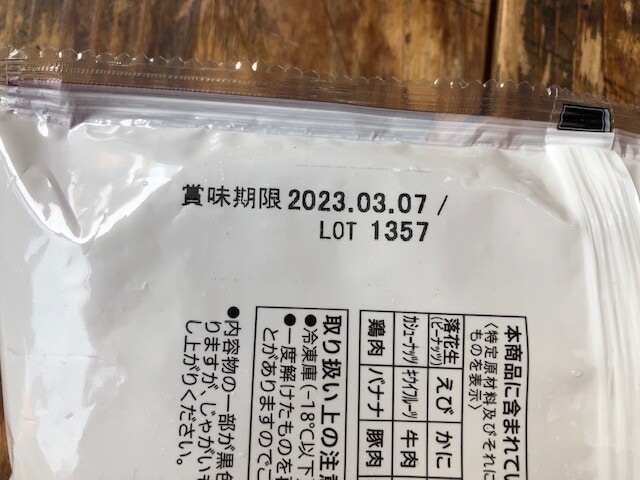 賞味期限 2023.03.07 /
LOT 1357
本商品に含まれてい
〈特定原材料及びそれに
ものを表示〉
落花生(ピーナッツ) えび かに
カシューナッツ キウイフルーツ 牛肉
鶏肉 バナナ 豚肉
取り扱い上の注意
●冷凍庫(-18℃以下
●一度解けたものを
とがありますのでご
●内容物の一部が黒色
りますが、じゃがいも
し上がりください。